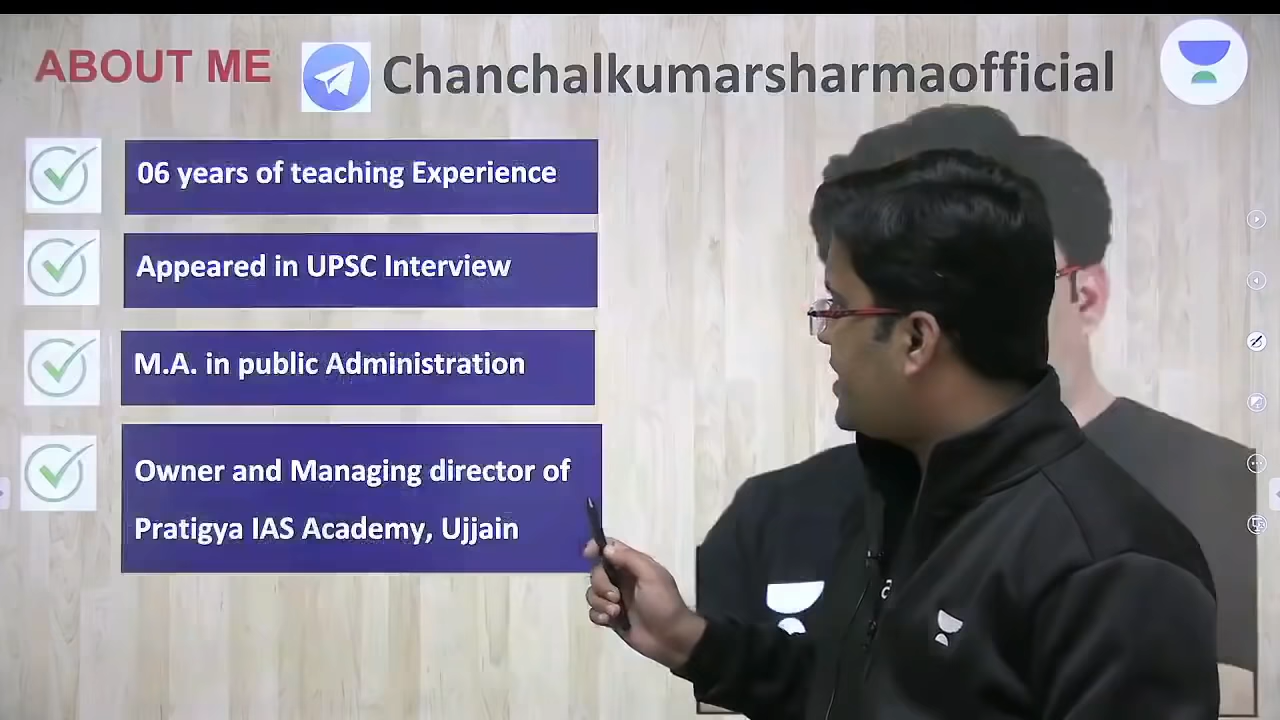 ABOUT ME
Chanchalkumarsharmaofficial
06 years of teaching Experience
Appeared in UPSC Interview
M.A. in public Administration
Owner and Managing director of
Pratigya IAS Academy, Ujjain